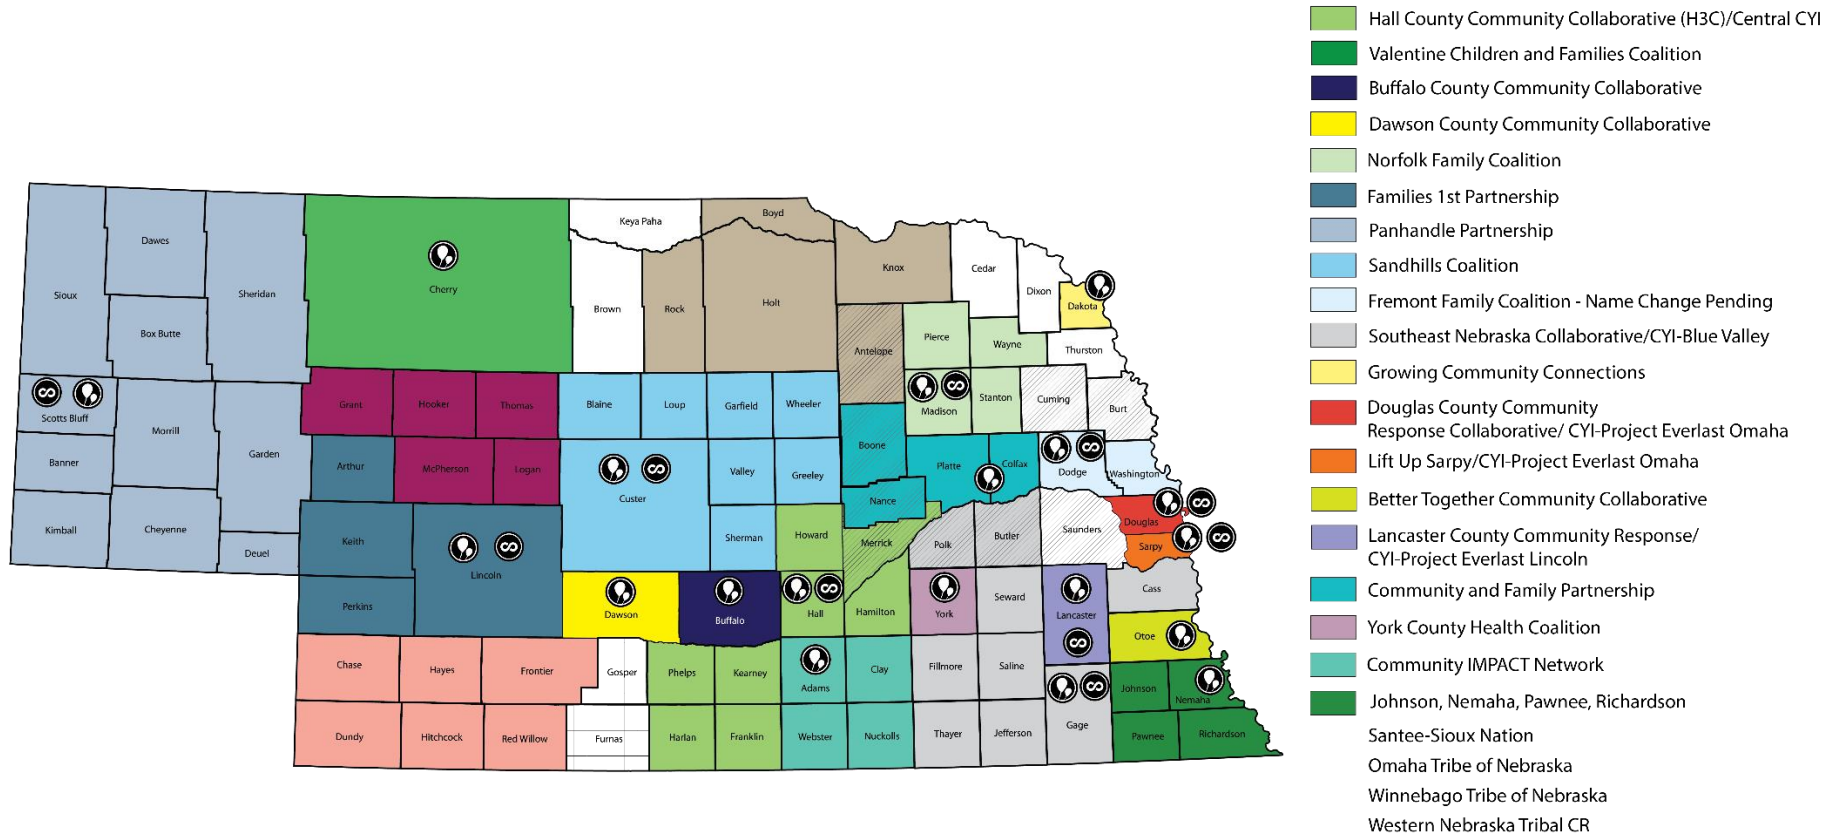 Hall County Community Collaborative (H3C)/Central CYI
Valentine Children and Families Coalition
Buffalo County Community Collaborative
Dawson County Community Collaborative
Norfolk Family Coalition
Families 1st Partnership
Panhandle Partnership
Sandhills Coalition
Fremont Family Coalition - Name Change Pending
Southeast Nebraska Collaborative/CYI-Blue Valley
Growing Community Connections
Douglas County Community
Response Collaborative/ CYI-Project Everlast Omaha
Lift Up Sarpy/CYI-Project Everlast Omaha
Better Together Community Collaborative
Lancaster County Community Response/
CYI-Project Everlast Lincoln
Community and Family Partnership
York County Health Coalition
Community IMPACT Network
Johnson, Nemaha, Pawnee, Richardson
Santee-Sioux Nation
Omaha Tribe of Nebraska
Winnebago Tribe of Nebraska
Western Nebraska Tribal CR
Sioux
Dawes
Sheridan
Box Butte
Scotts Bluff
Morrill
Garden
Banner
Kimball
Cheyenne
Deuel
Cherry
Keya Paha
Boyd
Brown
Rock
Holt
Knox
Cedar
Dixon
Dakota
Antelope
Pierce
Wayne
Thurston
Grant
Hooker
Thomas
Blaine
Loup
Garfield
Wheeler
Madison
Stanton
Cuming
Burt
Arthur
McPherson
Logan
Custer
Valley
Greeley
Boone
Platte
Colfax
Dodge
Washington
Nance
Keith
Lincoln
Sherman
Howard
Merrick
Polk
Butler
Saunders
Douglas
Sarpy
Perkins
Dawson
Buffalo
Hall
Hamilton
York
Seward
Lancaster
Cass
Otoe
Chase
Hayes
Frontier
Gosper
Phelps
Kearney
Adams
Clay
Fillmore
Saline
Gage
Johnson
Nemaha
Dundy
Hitchcock
Red Willow
Furnas
Harlan
Franklin
Webster
Nuckolls
Thayer
Jefferson
Pawnee
Richardson